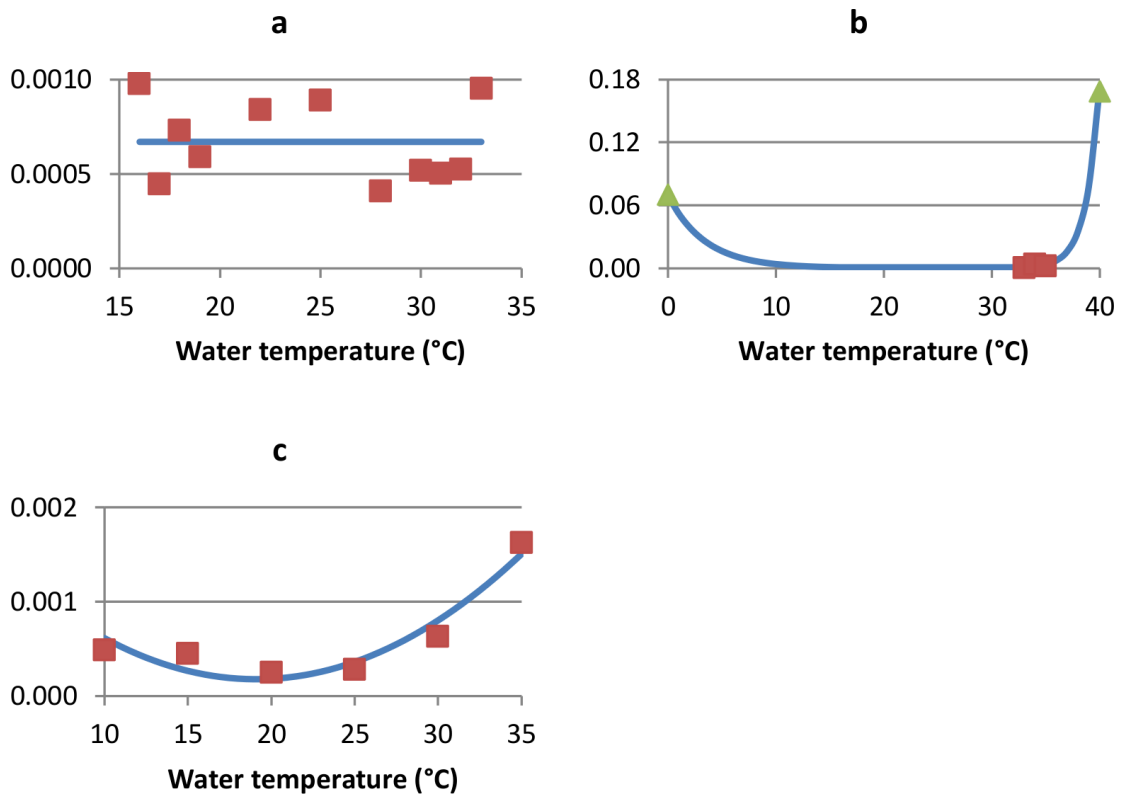 a
0.0010
0.0005
0.0000
15 20 25 30 35
Water temperature (°C)
b
0.18
0.12
0.06
0.00
0 10 20 30 40
Water temperature (°C)
c
0.002
0.001
0.000
10 15 20 25 30 35
Water temperature (°C)